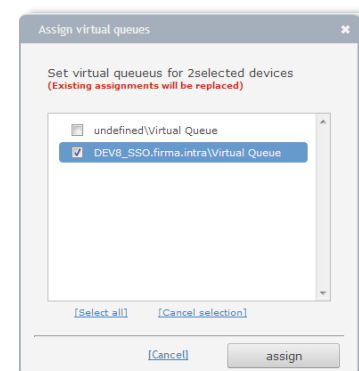 Assign virtual queues
Set virtual queueus for 2selected devices
(Existing assignments will be replaced)
undefined\Virtual Queue
DEV8_SSO.firma.intra\Virtual Queue
[Select all] [Cancel selection]
[Cancel] assign